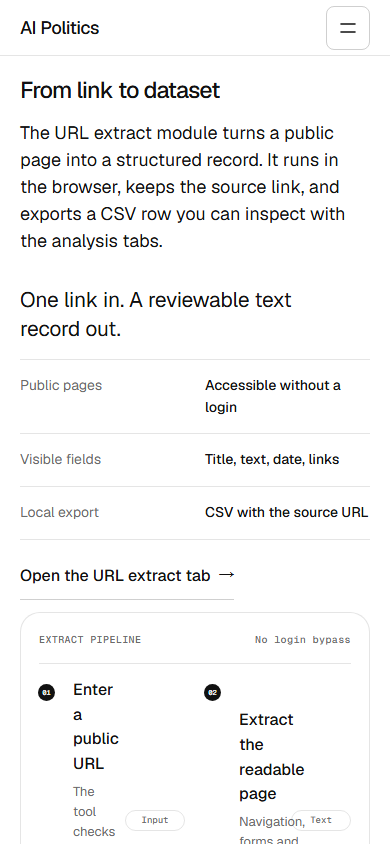 AI Politics
From link to dataset
The URL extract module turns a public
page into a structured record. It runs in
the browser, keeps the source link, and
exports a CSV row you can inspect with
the analysis tabs.
One link in. A reviewable text
record out.
Public pages
Accessible without a
login
Visible fields
Title, text, date, links
Local export
CSV with the source URL
Open the URL extract tab →
EXTRACT PIPELINE
No login bypass
01
Enter
a
public
URL
The
tool
checks
Input
02
Extract
the
readable
page
Navigation,
forms and
Text